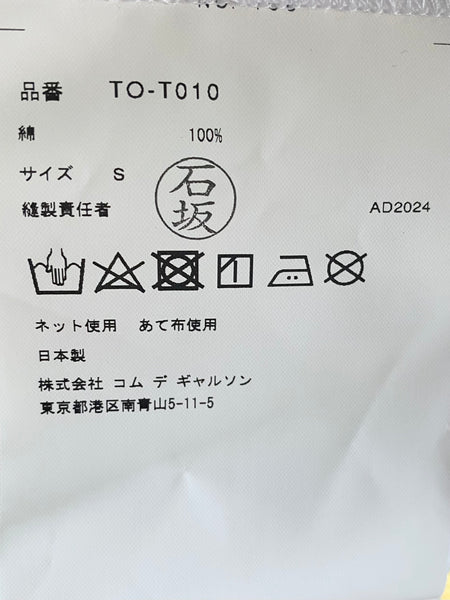 品番 TO-T010
綿 100%
サイズ S
石坂
縫製責任者 AD2024
ネット使用 あて布使用
日本製
株式会社 コム デ ギャルソン
東京都港区南青山5-11-5